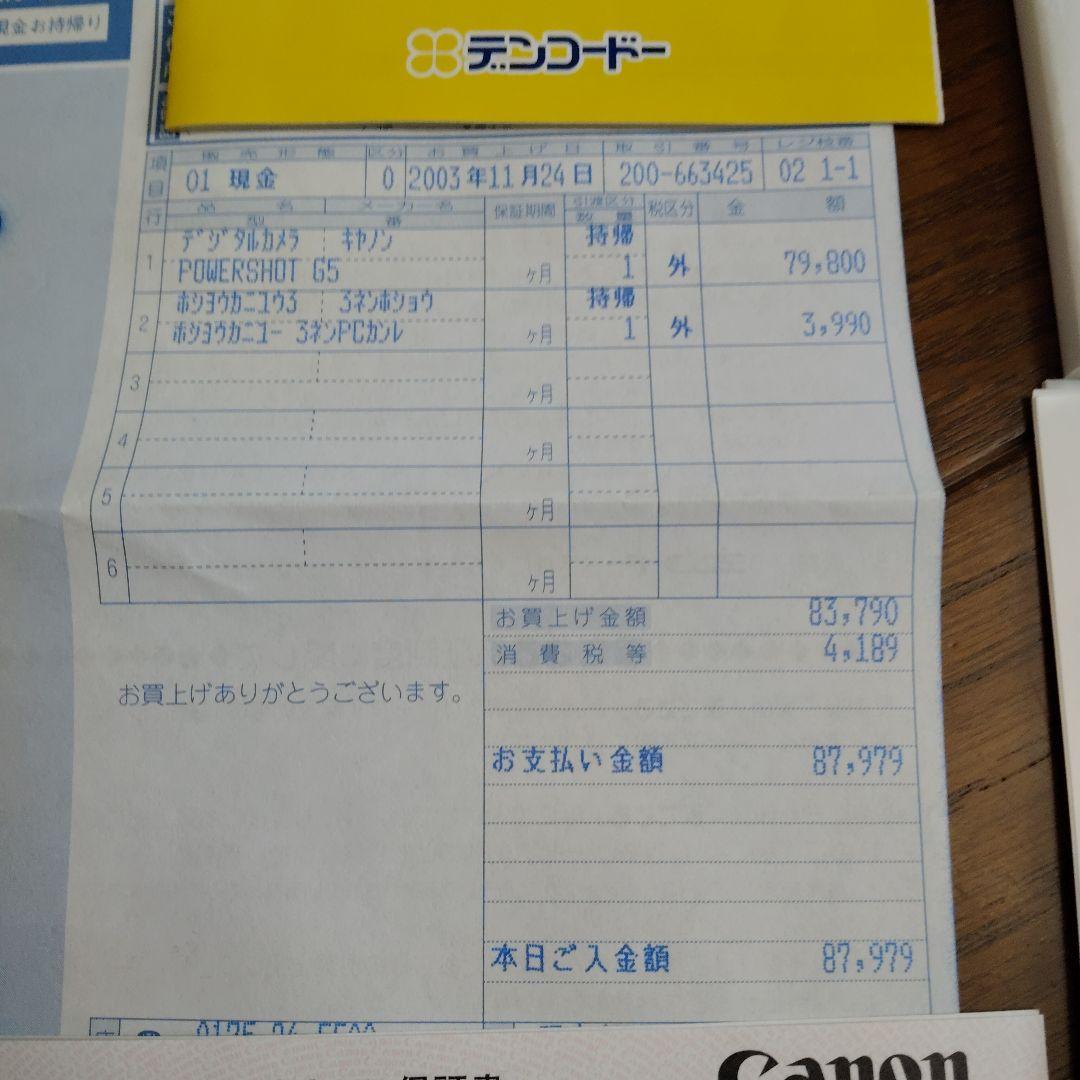 現金お持帰り
デンコードー
項目 販売形態 区分 お買上げ日 取引番号 レジ枝番
01 現金 0 2003年11月24日 200-663425 02 1-1
行 品名 メーカー名 保証期間 引渡区分 税区分 金額
型番 数量
1 デジタルカメラ キヤノン 持帰
POWERSHOT G5 ヶ月 1 外 79,800
2 ホショウカニユウ3 3ネンホショウ 持帰
ホショウカニユー 3ネンPCカンレ ヶ月 1 外 3,990
3 ヶ月
4 ヶ月
5 ヶ月
6 ヶ月
お買上げ金額 83,790
消費税等 4,189
お買上げありがとうございます。
お支払い金額 87,979
本日ご入金額 87,979
Canon